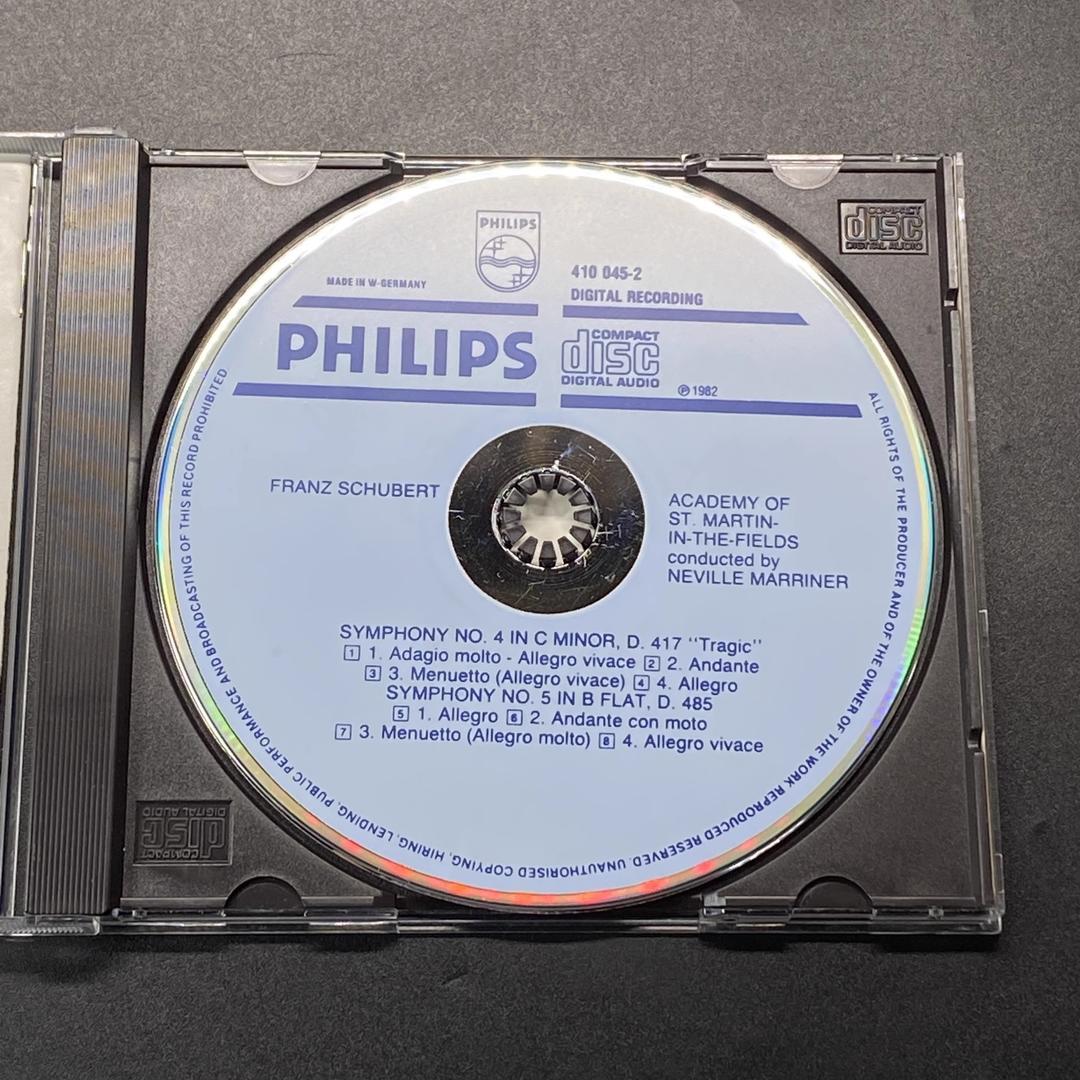 PHILIPS
MADE IN W-GERMANY
410 045-2
DIGITAL RECORDING
PHILIPS
COMPACT
disc
DIGITAL AUDIO
℗ 1982
FRANZ SCHUBERT
ACADEMY OF
ST. MARTIN-
IN-THE-FIELDS
conducted by
NEVILLE MARRINER
SYMPHONY NO. 4 IN C MINOR, D. 417 "Tragic"
1 1. Adagio molto - Allegro vivace 2 2. Andante
3 3. Menuetto (Allegro vivace) 4 4. Allegro
SYMPHONY NO. 5 IN B FLAT, D. 485
5 1. Allegro 6 2. Andante con moto
7 3. Menuetto (Allegro molto) 8 4. Allegro vivace
ALL RIGHTS OF THE PRODUCER AND OF THE OWNER OF THE WORK REPRODUCED RESERVED. UNAUTHORISED COPYING, HIRING, LENDING, PUBLIC PERFORMANCE AND BROADCASTING OF THIS RECORD PROHIBITED
COMPACT
disc
DIGITAL AUDIO
COMPACT
disc
DIGITAL AUDIO